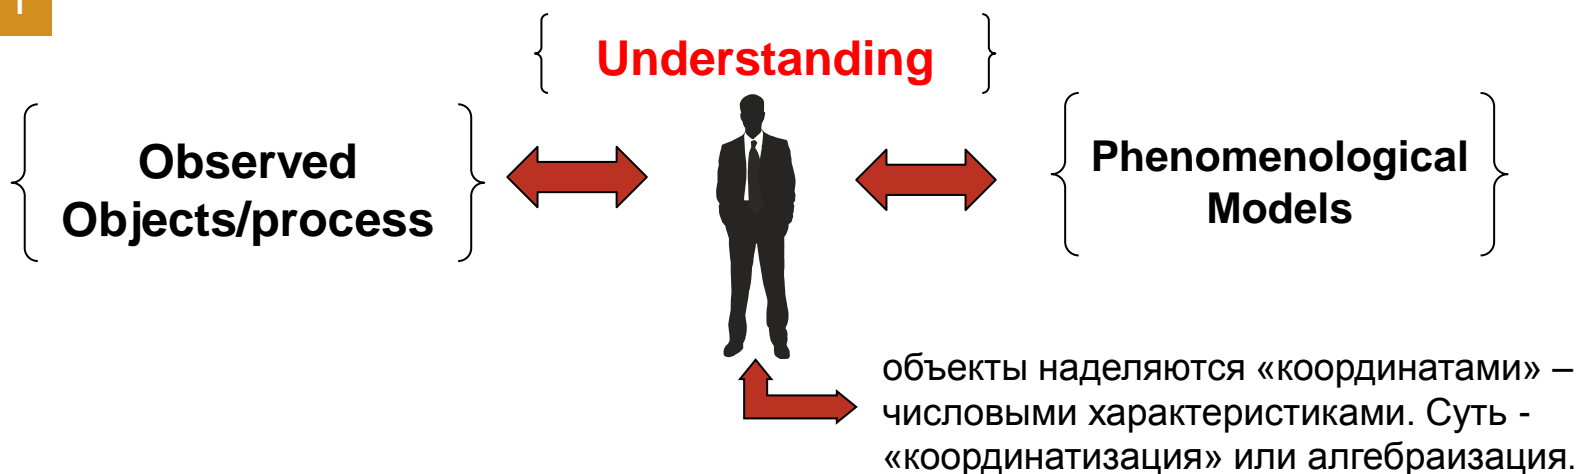 Understanding
Observed
Objects/process
Phenomenological
Models
объекты наделяются «координатами» –
числовыми характеристиками. Суть -
«координатизация» или алгебраизация.